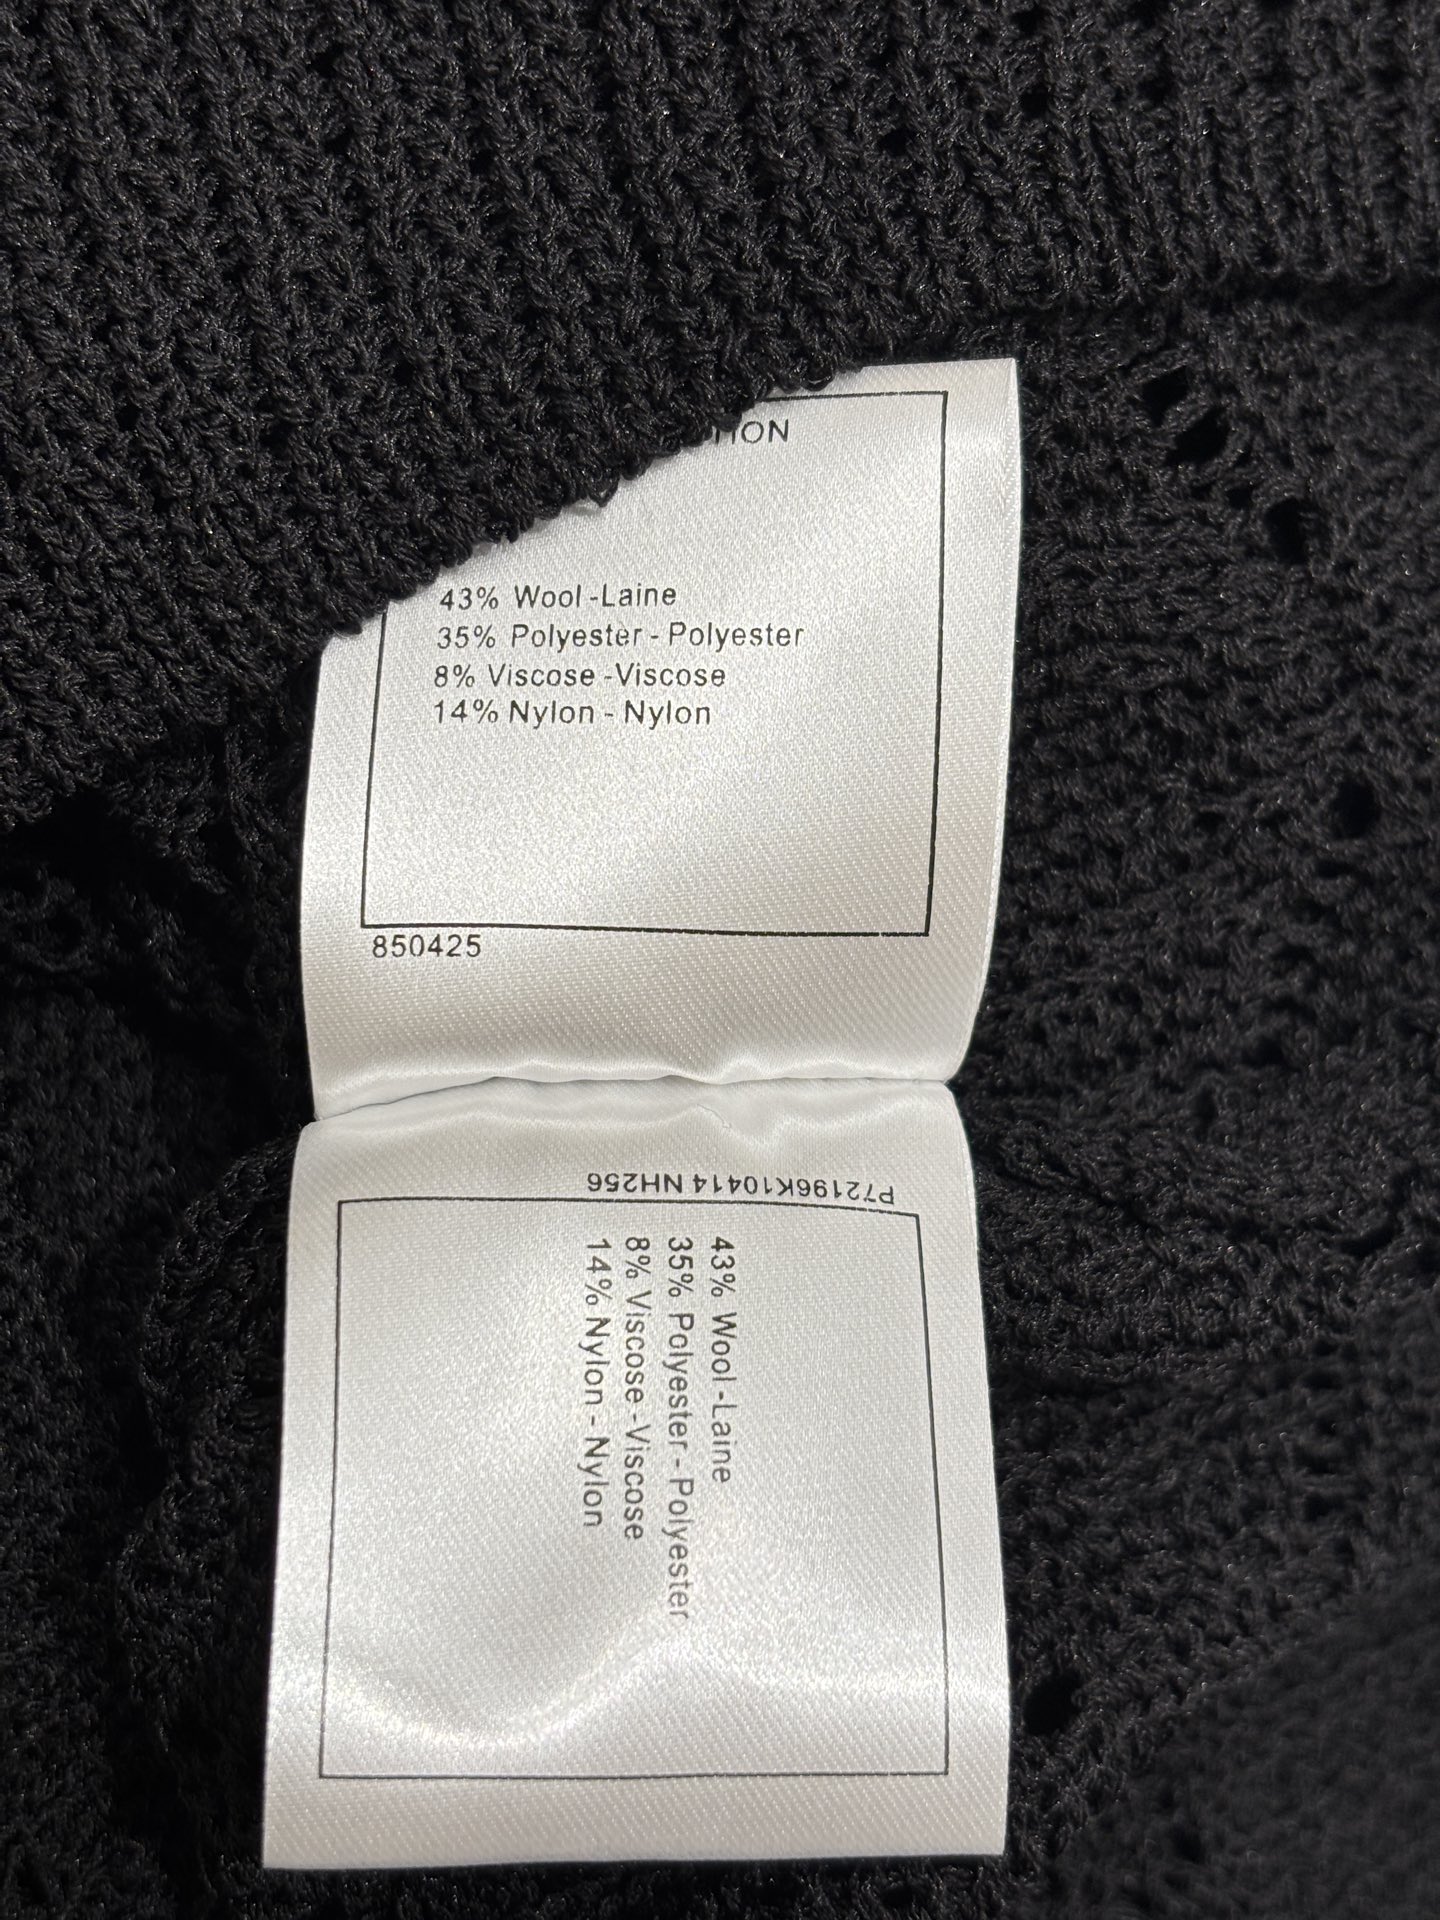 43% Wool -Laine
35% Polyester - Polyester
8% Viscose -Viscose
14% Nylon - Nylon
850425
P72196K10414 NH256
43% Wool -Laine
35% Polyester - Polyester
8% Viscose -Viscose
14% Nylon - Nylon